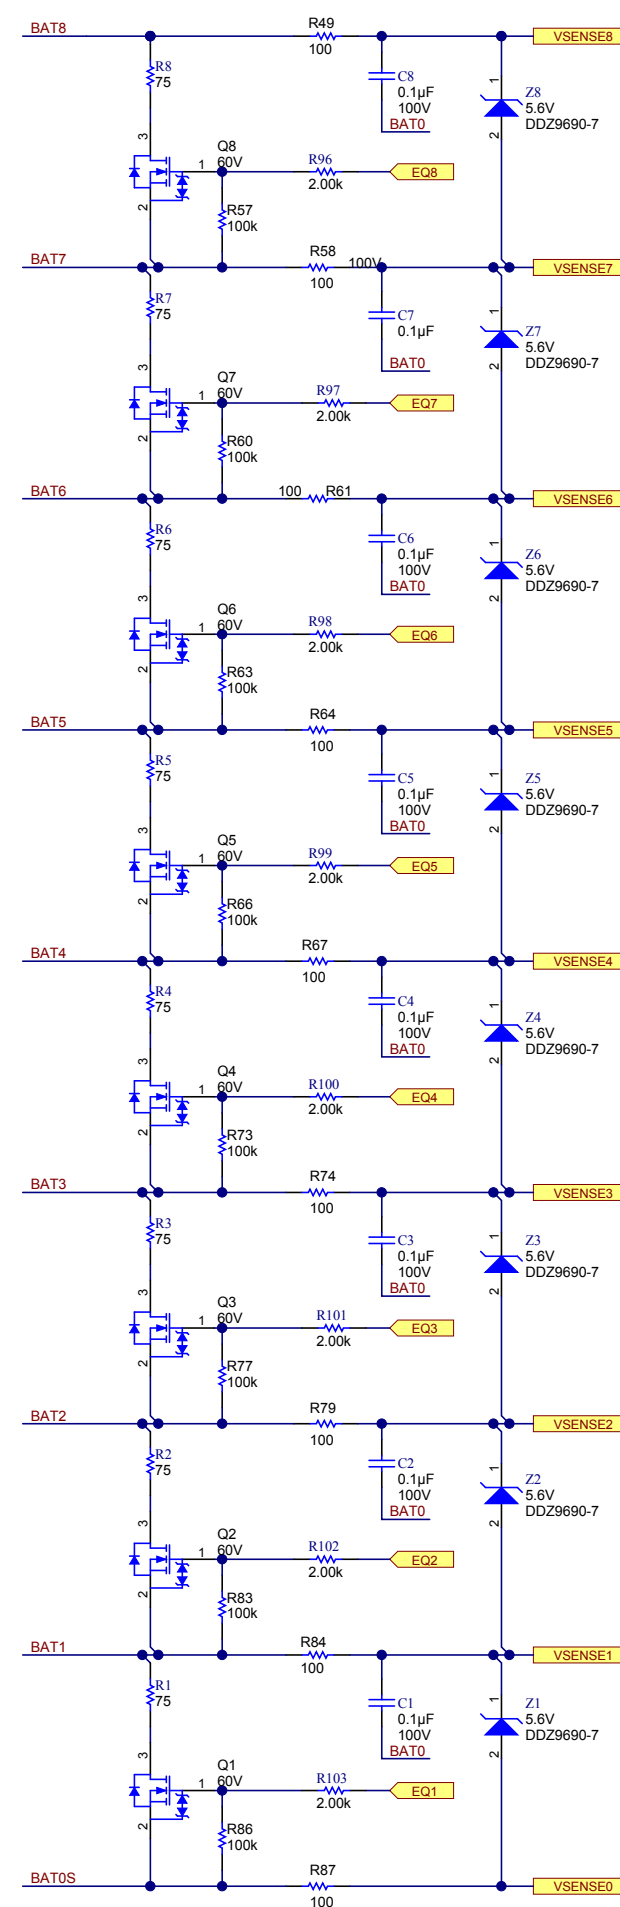 BAT8
R49
100
VSENSE8
R8
75
C8
0.1µF
100V
BAT0
1
2
Z8
5.6V
DDZ9690-7
3
Q8
60V
1
2
R96
2.00k
EQ8
R57
100k
BAT7
R58
100
100V
VSENSE7
R7
75
C7
0.1µF
BAT0
1
2
Z7
5.6V
DDZ9690-7
3
Q7
60V
1
2
R97
2.00k
EQ7
R60
100k
BAT6
100
R61
VSENSE6
R6
75
C6
0.1µF
100V
BAT0
1
2
Z6
5.6V
DDZ9690-7
3
Q6
60V
1
2
R98
2.00k
EQ6
R63
100k
BAT5
R64
100
VSENSE5
R5
75
C5
0.1µF
100V
BAT0
1
2
Z5
5.6V
DDZ9690-7
3
Q5
60V
1
2
R99
2.00k
EQ5
R66
100k
BAT4
R67
100
VSENSE4
R4
75
C4
0.1µF
100V
BAT0
1
2
Z4
5.6V
DDZ9690-7
3
Q4
60V
1
2
R100
2.00k
EQ4
R73
100k
BAT3
R74
100
VSENSE3
R3
75
C3
0.1µF
100V
BAT0
1
2
Z3
5.6V
DDZ9690-7
3
Q3
60V
1
2
R101
2.00k
EQ3
R77
100k
BAT2
R79
100
VSENSE2
R2
75
C2
0.1µF
100V
BAT0
1
2
Z2
5.6V
DDZ9690-7
3
Q2
60V
1
2
R102
2.00k
EQ2
R83
100k
BAT1
R84
100
VSENSE1
R1
75
C1
0.1µF
100V
BAT0
1
2
Z1
5.6V
DDZ9690-7
3
Q1
60V
1
2
R103
2.00k
EQ1
R86
100k
BAT0S
R87
100
VSENSE0